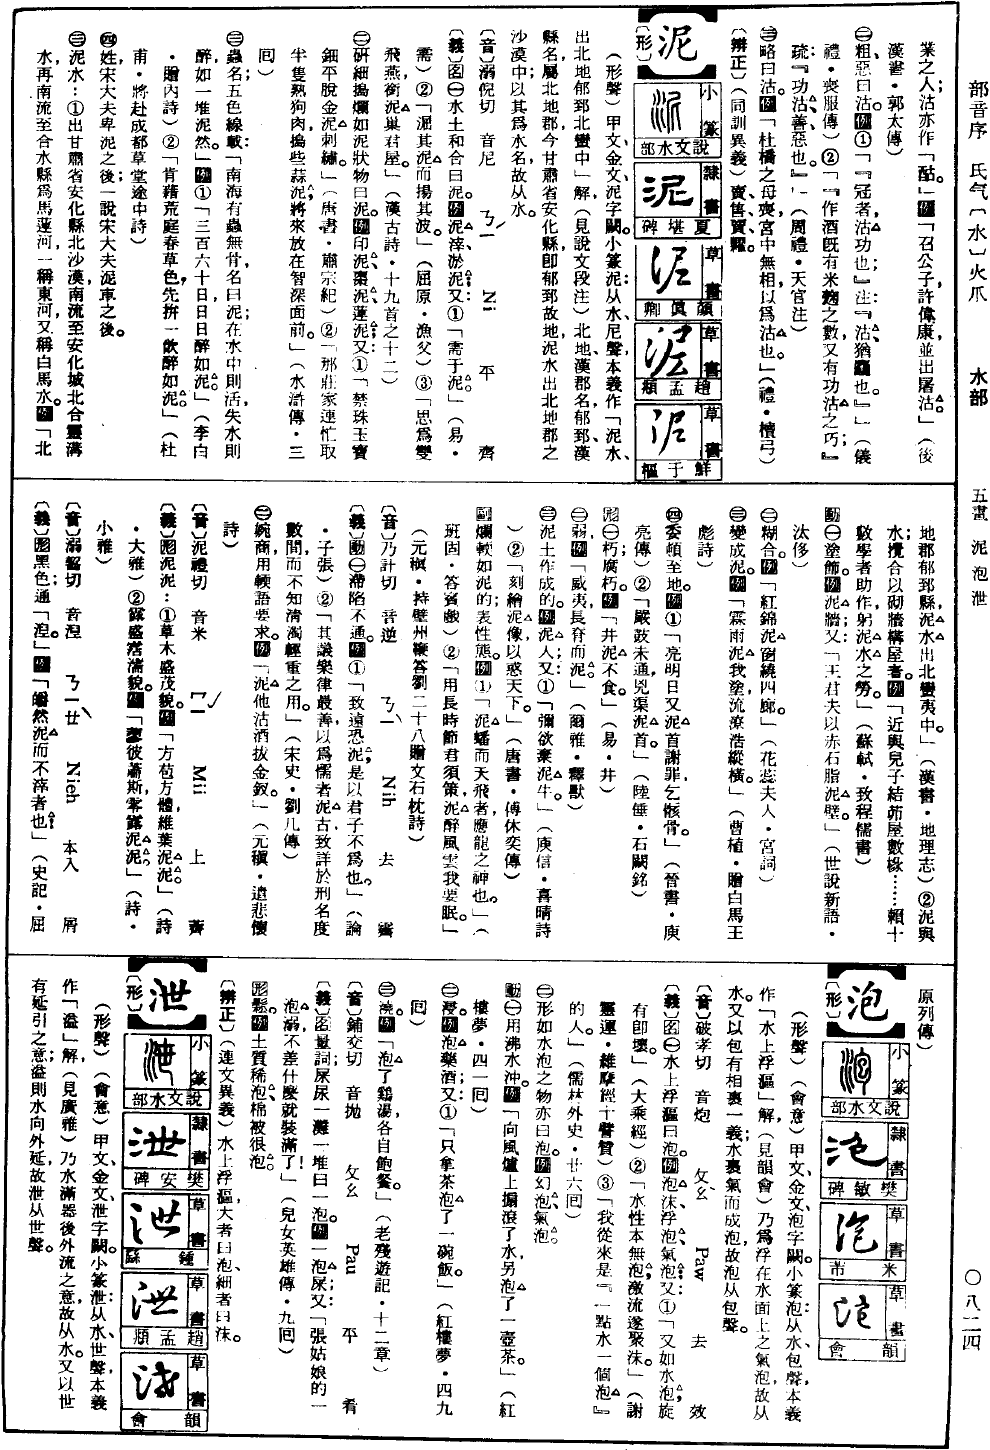 部首序 氏气〔水〕火爪 水部
五畫 泥泡泄
〇八二四
業之人沽亦作「酤」例「召公子許偉康並出屠沽。」（後
漢書‧郭太傳）
㊀粗惡曰沽。例①「『冠者沽功也』注『沽猶麤也。』」（儀
禮‧喪服傳）②「『作酒既有米麴之數又有功沽之巧』
疏『功沽善惡也。』」（周禮‧天官注）
㊂略曰沽。例「杜橋之母喪宮中無相以為沽也。」（禮‧檀弓）
〔辨正〕（同訓異義）賣售賣鬻。
泥
〔形〕
小篆 說文水部
隸書 夏堪碑
草書 顏真卿
草書 趙孟頫
草書 鮮于樞
（形聲）甲文金文泥字闕小篆泥从水尼聲本義作「泥水、
出北地郁郅北蠻中」解（見說文段注）北地漢郡名郁郅漢
縣名屬北地郡今甘肅省安化縣即郁郅故地泥水出北地郡之
沙漠中以其為水名故从水。
〔音〕溺倪切 音尼 ㄋㄧ Ni 平 齊
〔義〕名㊀水土和合曰泥。例泥滓淤泥又：①「需于泥」（易‧
需）②「淈其泥而揚其波。」（屈原‧漁父）③「思為雙
飛燕銜泥巢君屋。」（漢古詩‧十九首之十二）
㊁研細搗爛如泥狀物曰泥。例印泥棗泥蓮泥又①「禁珠玉寶
鈿平脫金泥刺繡。」（唐書‧肅宗紀）②「那莊家連忙取
半隻熟狗肉搗些蒜泥將來放在智深面前。」（水滸傳‧三
回）
㊂蟲名；五色線載「南海有蟲無骨名曰泥在水中則活失水則
醉如一堆泥然。」例①「三百六十日日日醉如泥。」（李白
‧贈內詩）②「肯藉荒庭春草色先拚一飲醉如泥。」（杜
甫‧將赴成都草堂途中詩）
㊃姓宋大夫卑泥之後一說宋大夫泥車之後。
㊄泥水：①出甘肅省安化縣北沙漠南流至安化城北合靈溝
水再南流至合水縣為馬蓮河一稱東河又稱白馬水。例「北
地郡郁郅縣泥水出北蠻夷中。」（漢書‧地理志）②泥與
水攪合以砌牆構屋者。例「近與兒子結茆屋數椽……賴十
數學者助作躬泥水之勞。」（蘇軾‧致程儒書）
動㊀塗飾。例泥牆又「王君夫以赤石脂泥壁。」（世說新語‧
汰侈）
㊁糊合。例「紅錦泥窗繞四廊。」（花蕊夫人‧宮詞）
㊂變成泥。例「霖雨泥我塗流潦浩縱橫。」（曹植‧贈白馬王
彪詩）
㊃委頓至地。例①「亮明日又泥首謝罪乞骸骨。」（晉書‧庾
亮傳）②「嚴鼓未通兇渠泥首。」（陸倕‧石闕銘）
形㊀朽腐朽。例「井泥不食。」（易‧井）
㊁弱。例「威夷長脊而泥。」（爾雅‧釋獸）
㊂泥土作成的。例泥人又：①「彌欲棄泥牛。」（庾信‧喜晴詩
）②「刻繪泥像以惑天下。」（唐書‧傅休奕傳）
副爛軟如泥的表性態。例①「泥蟠而天飛者應龍之神也。」（
班固‧答賓戲）②「用長時節君須策泥醉風雲我要眠。」
（元稹‧持壁州鞭答劉二十八贈文石枕詩）
〔音〕乃計切 音逆 ㄋㄧˋ Nih 去 霽
〔義〕動㊀滯陷不通。例①「致遠恐泥是以君子不為也。」（論
‧子張）②「其議樂律最善以為儒者泥古致詳於刑名度
數間而不知清濁輕重之用。」（宋史‧劉几傳）
㊁婉商用輭語要求。例「泥他沽酒拔金釵。」（元稹‧遣悲懷
詩）
〔音〕泥禮切 音米 ㄇㄧˇ Mii 上 薺
〔義〕形泥泥：①草木盛茂貌。例「方苞方體維葉泥泥。」（詩
‧大雅）②露盛霑濡貌。例「蓼彼蕭斯零露泥泥。」（詩‧
小雅）
〔音〕溺齧切 音涅 ㄋㄧㄝˋ Nieh 本入 屑
〔義〕形黑色；通「涅」例「皭然泥而不滓者也。」（史記‧屈
原列傳）
泡
〔形〕
小篆 說文水部
隸書 樊敏碑
草書 米芾
草書 韻會
（形聲）（會意）甲文、金文泡字闕。小篆泡：从水、包聲，本義
作「水上浮漚」解（見韻會）乃為浮在水面上之氣泡，故从
水。又以包有相裹一義；水裹氣而成泡，故泡从包聲。
〔音〕破孝切 音炮 ㄆㄠ Paw 去 效
〔義〕名㊀水上浮漚曰泡。例泡沫、浮泡、氣泡；又①「又如水泡旋
有即壞。」（大乘經）②「水性本無泡激流遂聚沫。」（謝
靈運‧維摩經十譬贊）③「我從來是『一點水一個泡』
的人」（儒林外史‧廿六回）
㊁形如水泡之物亦曰泡。例幻泡、氣泡
動㊀用沸水沖。例「向風爐上搧滾了水另泡了一壺茶。」（紅
樓夢‧四一回）
㊁浸。例泡藥酒；又①「只拿茶泡了一碗飯。」（紅樓夢‧四九
回）
㊂澆。例「泡了鷄湯，各自飽餐。」（老殘遊記‧十二章）
〔音〕鋪交切 音拋 ㄆㄠ Pau 平 肴
〔義〕名量詞屎尿一灘一堆曰一泡。例一泡尿又「張姑娘的一
泡溺不差什麼就裝滿了！」（兒女英雄傳‧九回）
形鬆。例土質稀泡、棉被很泡。
〔辨正〕（連文異義）水上浮漚，大者曰泡，細者曰沫。
泄
〔形〕
小篆 說文水部
隸書 樊安碑
草書 鍾繇
草書 趙孟頫
草書 韻會
（形聲）（會意）甲文、金文泄字闕。小篆泄：从水、世聲，本義
作「溢」解（見廣雅）乃水滿器後外流之意，故从水。又以世
有延引之意，溢則水向外延，故泄从世聲。